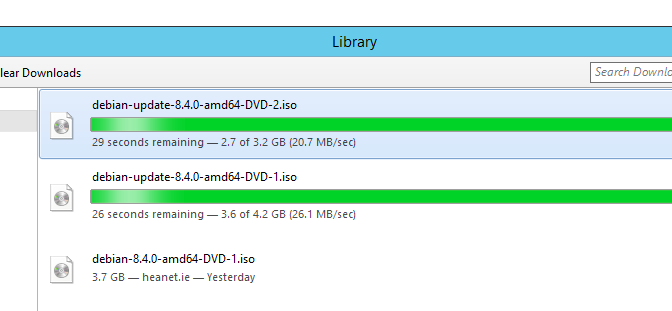 Library
lear Downloads
Search Downlo
debian-update-8.4.0-amd64-DVD-2.iso
29 seconds remaining — 2.7 of 3.2 GB (20.7 MB/sec)
debian-update-8.4.0-amd64-DVD-1.iso
26 seconds remaining — 3.6 of 4.2 GB (26.1 MB/sec)
debian-8.4.0-amd64-DVD-1.iso
3.7 GB — heanet.ie — Yesterday